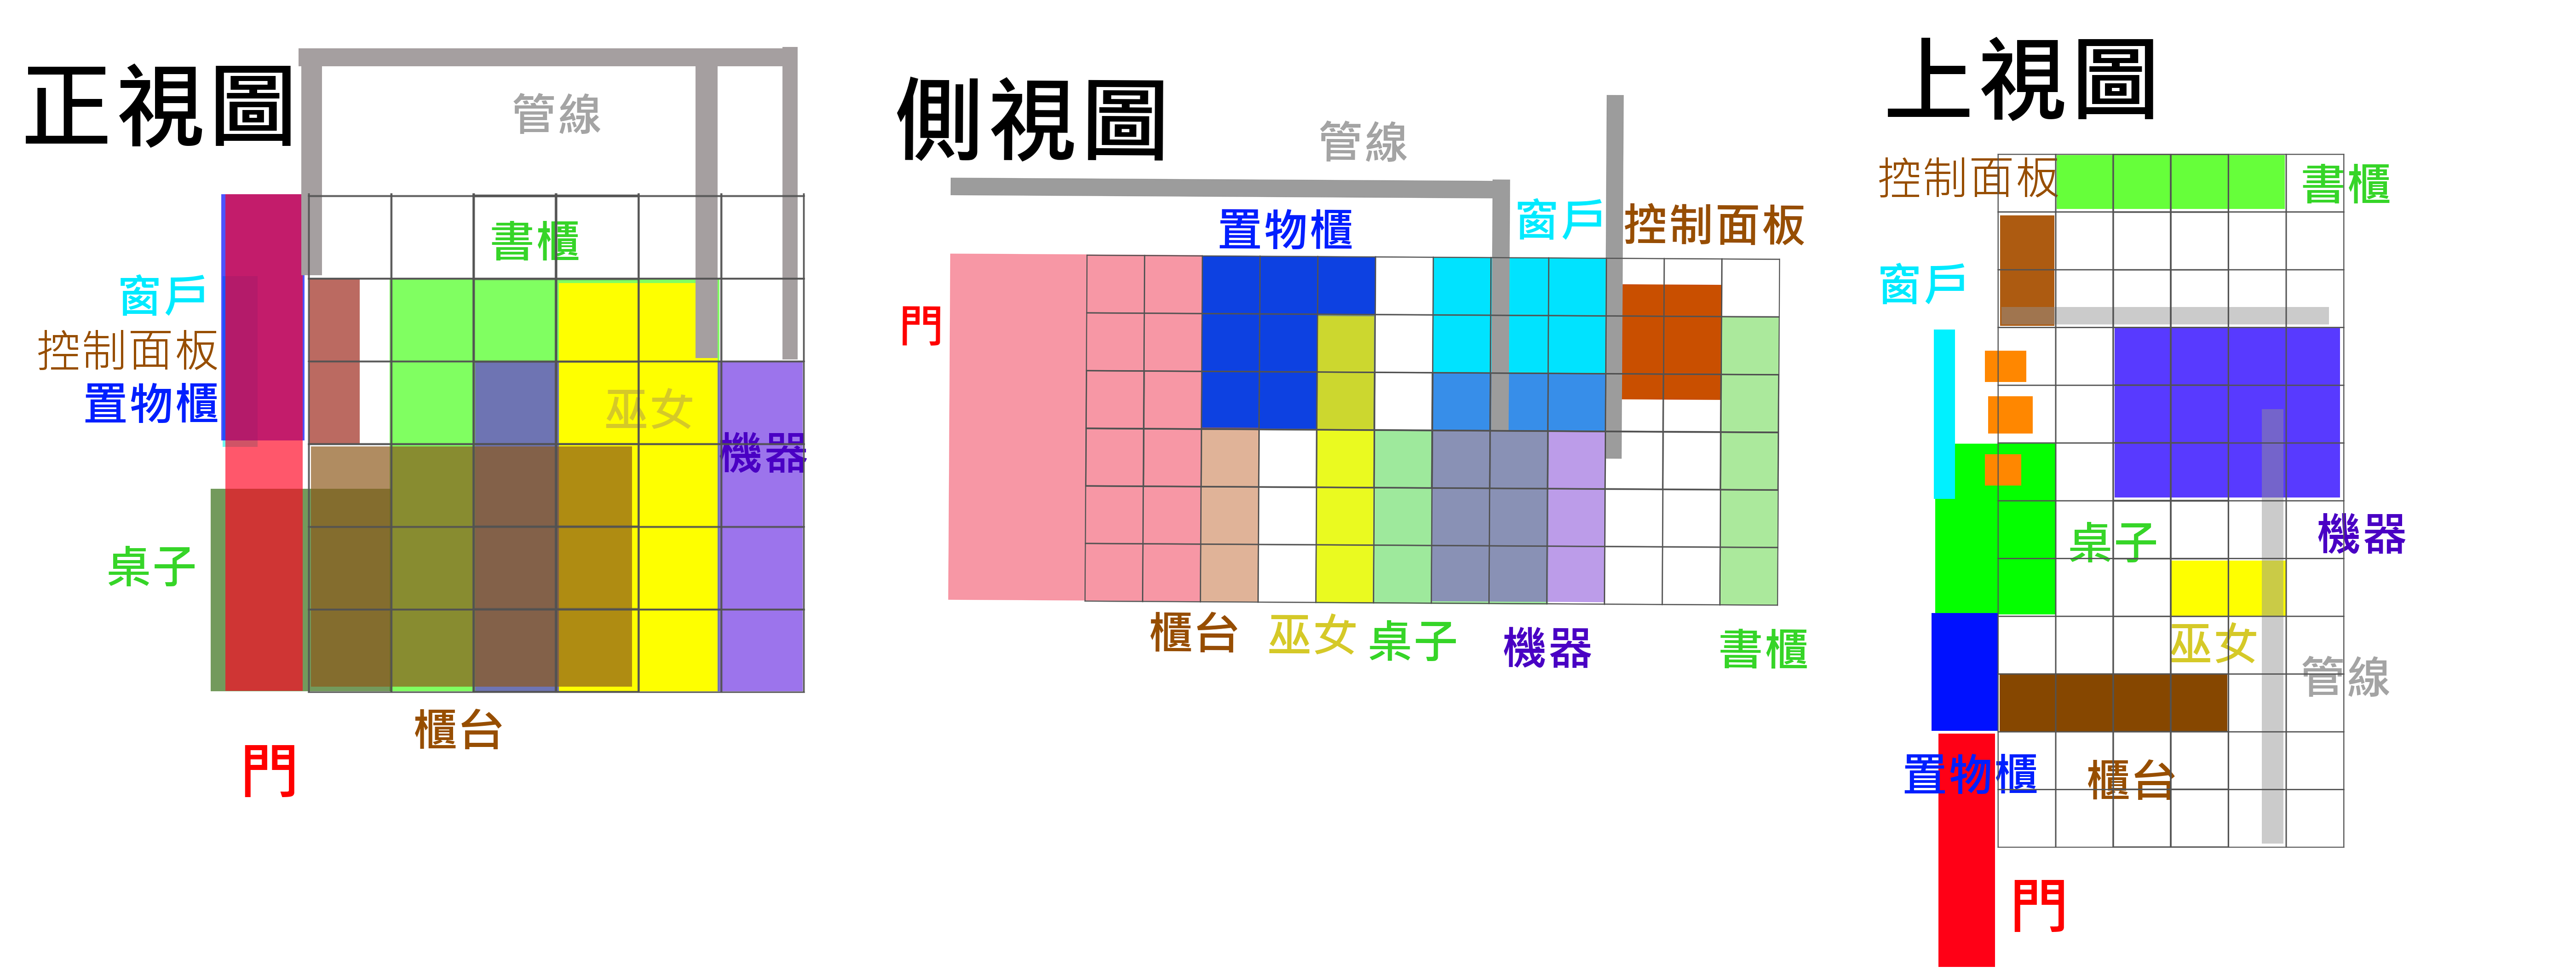 正視圖
管線
書櫃
窗戶
控制面板
置物櫃
巫女
機器
桌子
櫃台
門
側視圖
管線
置物櫃
窗戶
控制面板
門
櫃台
巫女
桌子
機器
書櫃
上視圖
控制面板
書櫃
窗戶
桌子
機器
巫女
管線
置物櫃
櫃台
門